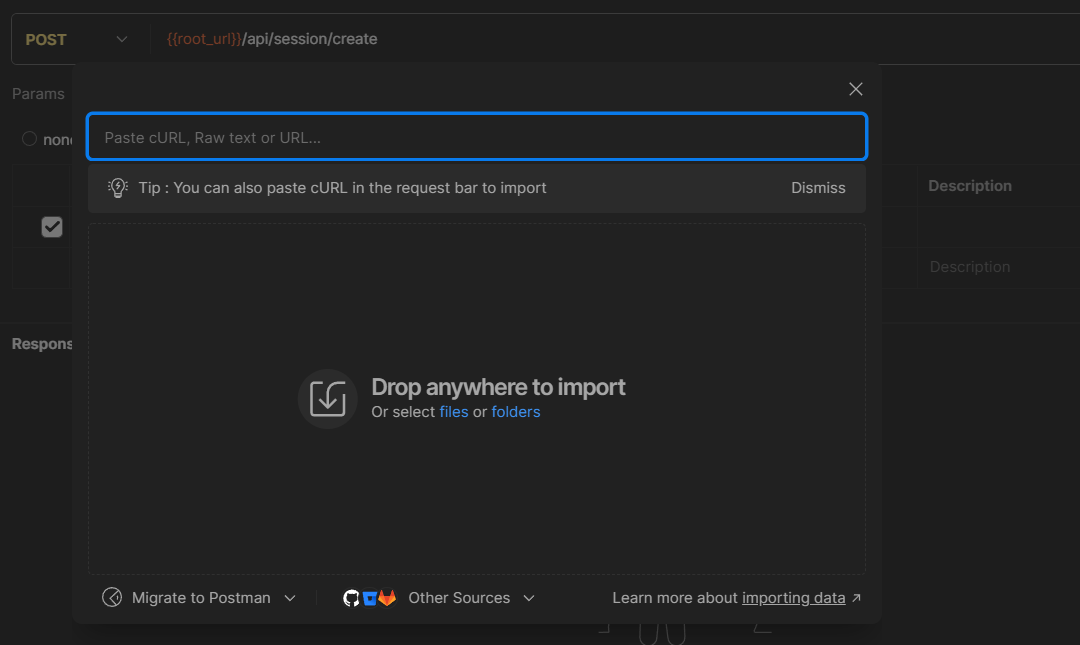 POST
{{root_url}}/api/session/create
Params
Paste cURL, Raw text or URL...
Tip : You can also paste cURL in the request bar to import
Dismiss
Description
Description
Drop anywhere to import
Or select files or folders
Migrate to Postman
Other Sources
Learn more about importing data ↗